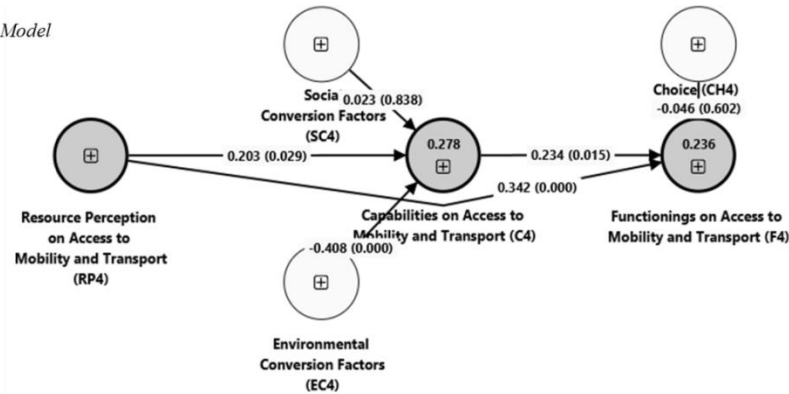 Model
Socia 0.023 (0.838)
Conversion Factors
(SC4)
Choice (CH4)
-0.046 (0.602)
0.203 (0.029)
0.278
0.234 (0.015)
0.236
0.342 (0.000)
Resource Perception
on Access to
Mobility and Transport
(RP4)
Capabilities on Access to
Mobility and Transport (C4)
Functionings on Access to
Mobility and Transport (F4)
-0.408 (0.000)
Environmental
Conversion Factors
(EC4)